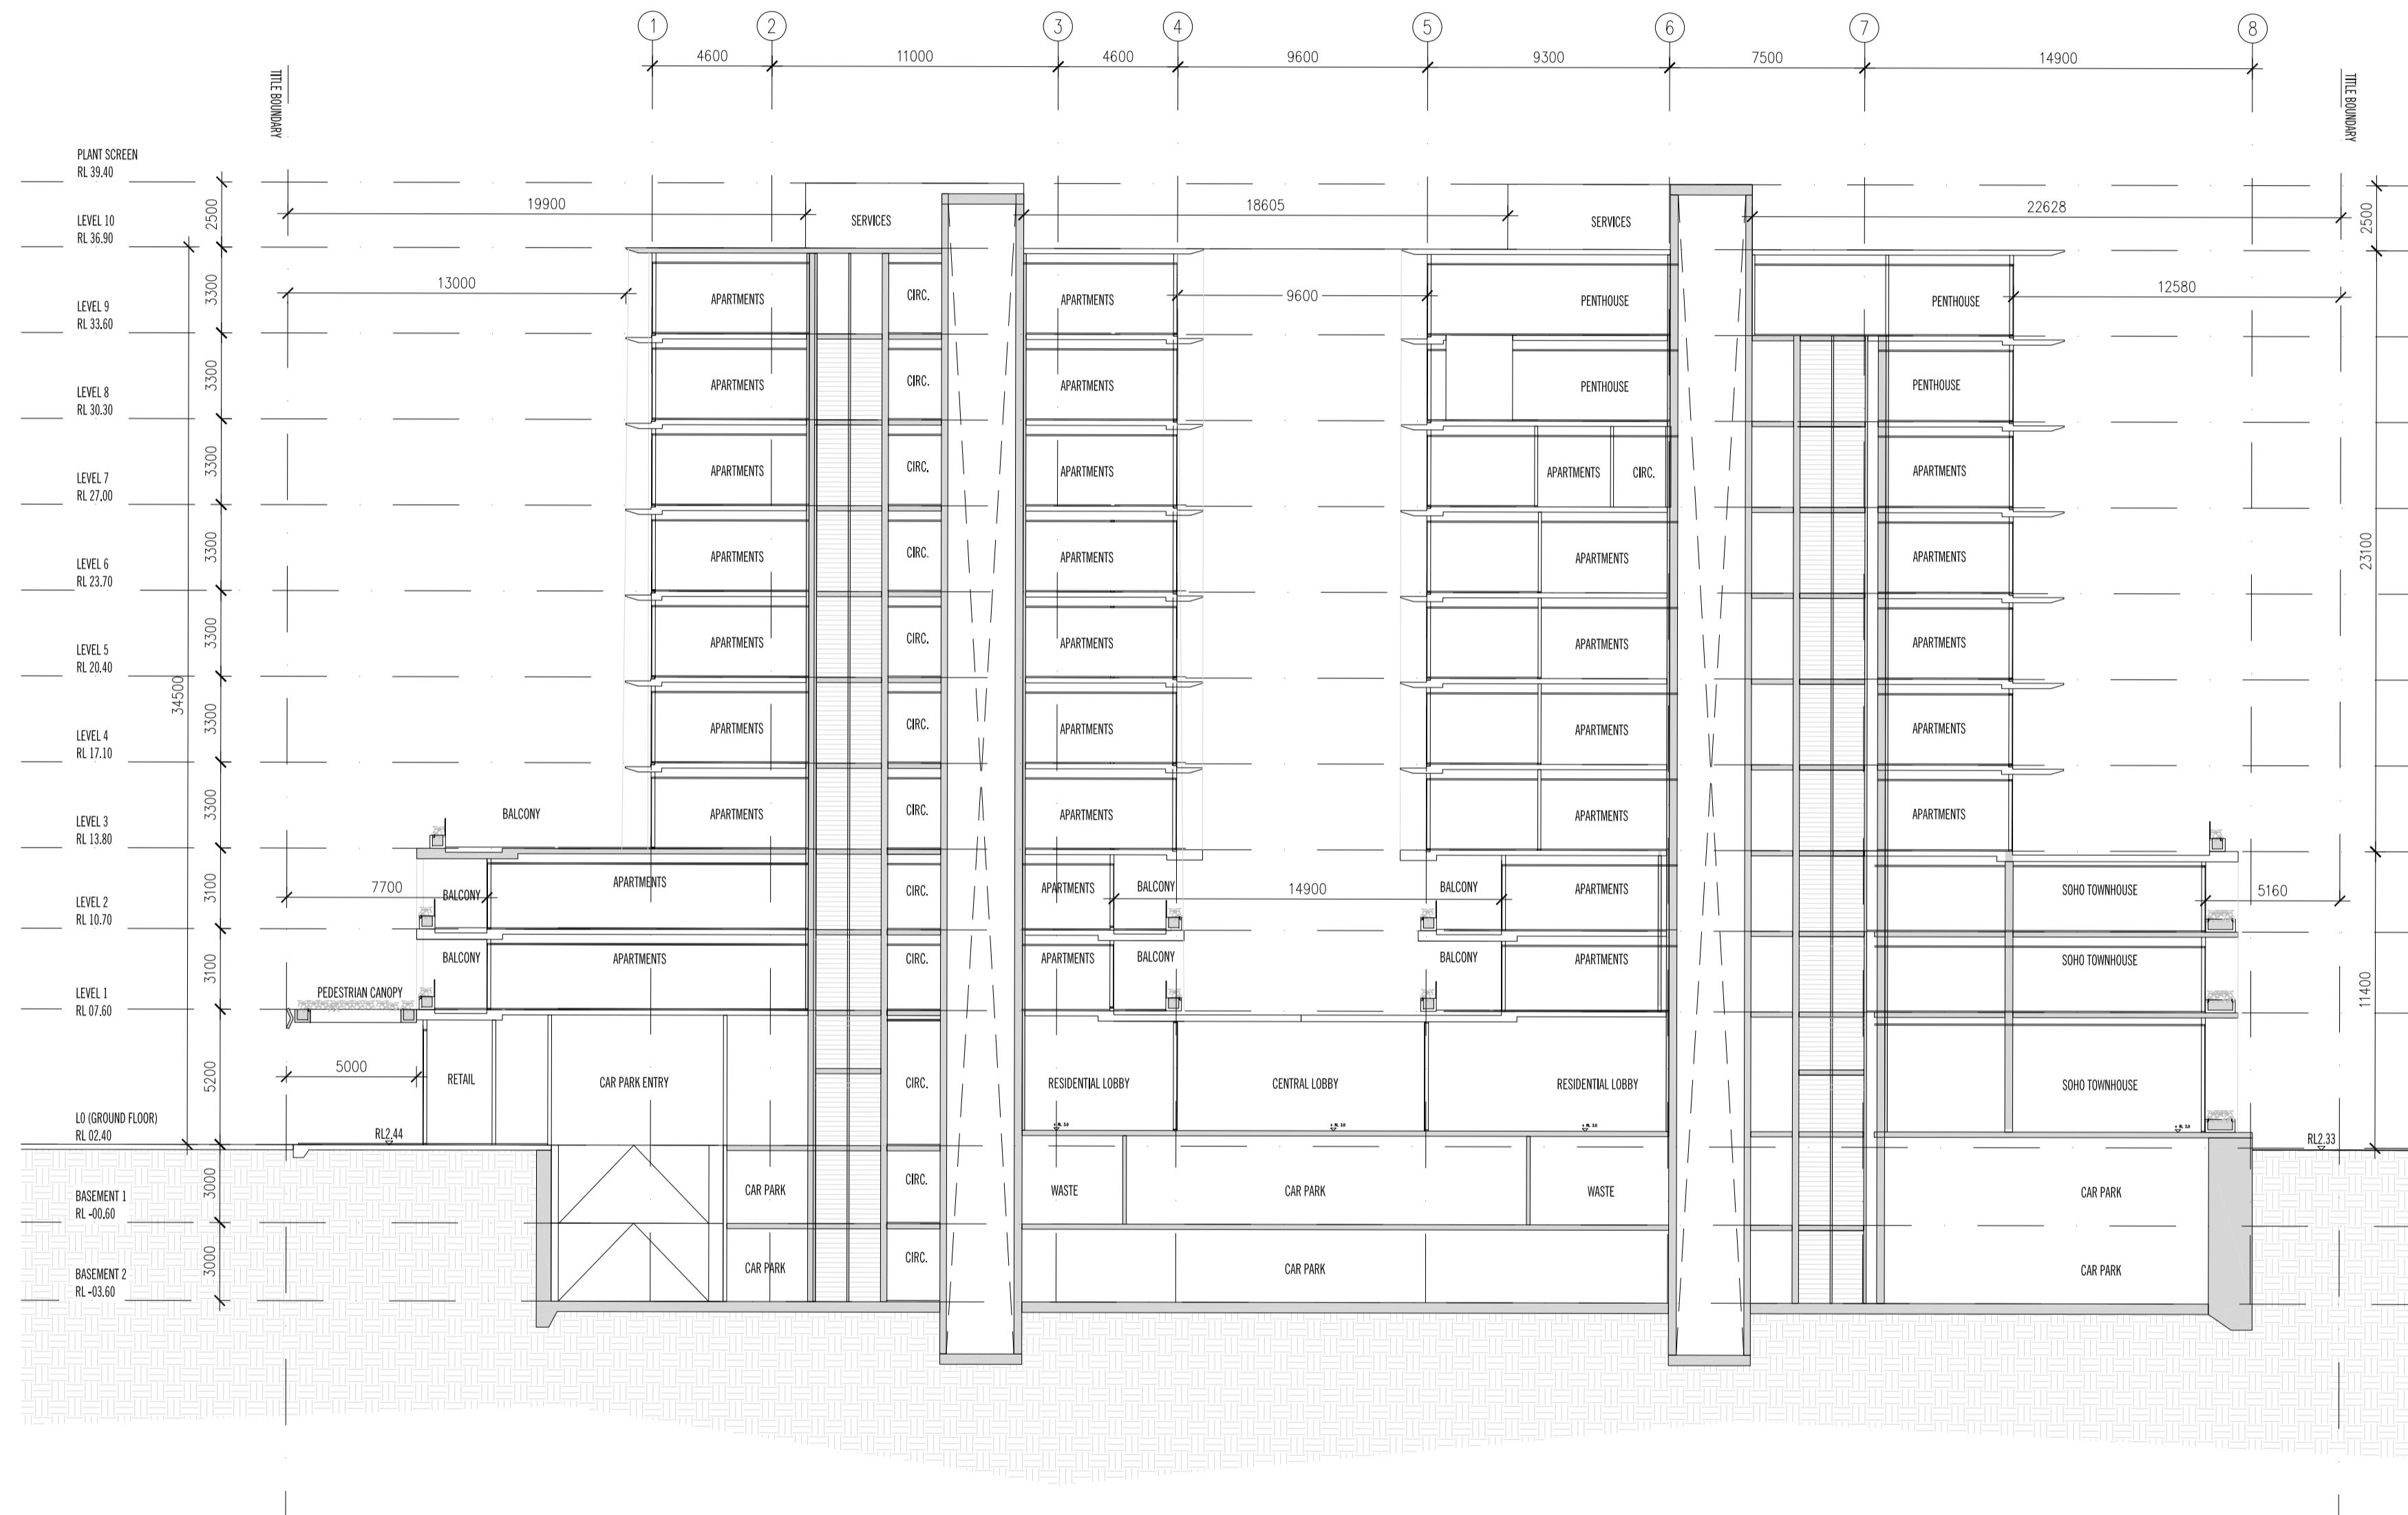 1 2 3 4 5 6 7 8
4600 11000 4600 9600 9300 7500 14900
TITLE BOUNDARY
TITLE BOUNDARY
PLANT SCREEN
RL 39.40
2500
19900
SERVICES
18605
SERVICES
22628
2500
LEVEL 10
RL 36.90
3300
13000
APARTMENTS
CIRC.
APARTMENTS
9600
PENTHOUSE
PENTHOUSE
12580
LEVEL 9
RL 33.60
3300
APARTMENTS
CIRC.
APARTMENTS
PENTHOUSE
PENTHOUSE
LEVEL 8
RL 30.30
3300
APARTMENTS
CIRC.
APARTMENTS
APARTMENTS
CIRC.
APARTMENTS
LEVEL 7
RL 27.00
3300
APARTMENTS
CIRC.
APARTMENTS
APARTMENTS
APARTMENTS
23100
LEVEL 6
RL 23.70
3300
APARTMENTS
CIRC.
APARTMENTS
APARTMENTS
APARTMENTS
LEVEL 5
RL 20.40
34500
3300
APARTMENTS
CIRC.
APARTMENTS
APARTMENTS
APARTMENTS
LEVEL 4
RL 17.10
3300
BALCONY
APARTMENTS
CIRC.
APARTMENTS
APARTMENTS
APARTMENTS
LEVEL 3
RL 13.80
3100
7700
BALCONY
APARTMENTS
CIRC.
APARTMENTS
BALCONY
14900
BALCONY
APARTMENTS
SOHO TOWNHOUSE
5160
LEVEL 2
RL 10.70
3100
BALCONY
APARTMENTS
CIRC.
APARTMENTS
BALCONY
BALCONY
APARTMENTS
SOHO TOWNHOUSE
11400
LEVEL 1
RL 07.60
PEDESTRIAN CANOPY
5200
5000
RETAIL
CAR PARK ENTRY
CIRC.
RESIDENTIAL LOBBY
CENTRAL LOBBY
RESIDENTIAL LOBBY
SOHO TOWNHOUSE
L0 (GROUND FLOOR)
RL 02.40
RL2.44
RL2.33
3000
CAR PARK
CIRC.
WASTE
CAR PARK
WASTE
CAR PARK
BASEMENT 1
RL -00.60
3000
CAR PARK
CIRC.
CAR PARK
CAR PARK
BASEMENT 2
RL -03.60